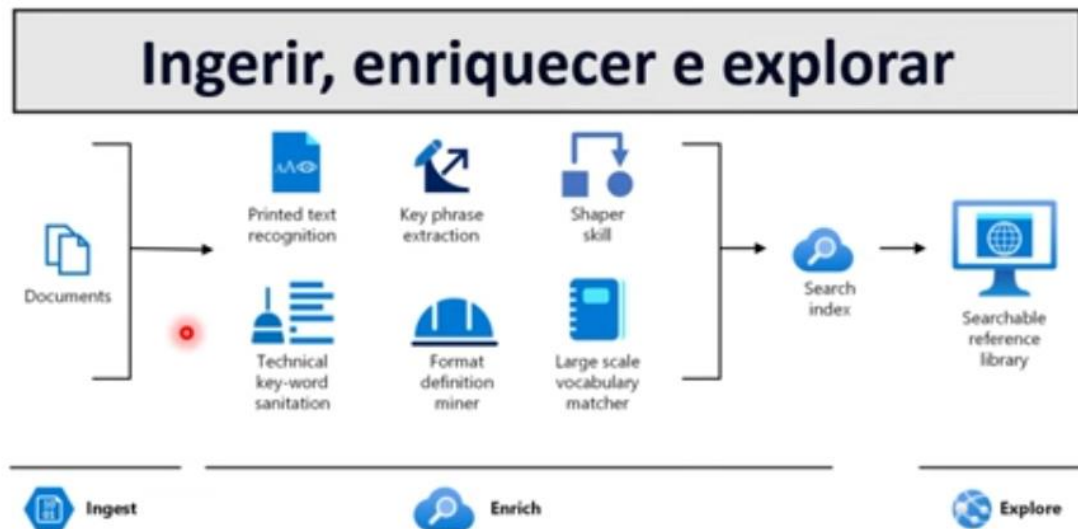 Ingerir, enriquecer e explorar
Documents
Printed text
recognition
Key phrase
extraction
Shaper
skill
Technical
key-word
sanitation
Format
definition
miner
Large scale
vocabulary
matcher
Search
index
Searchable
reference
library
Ingest
Enrich
Explore